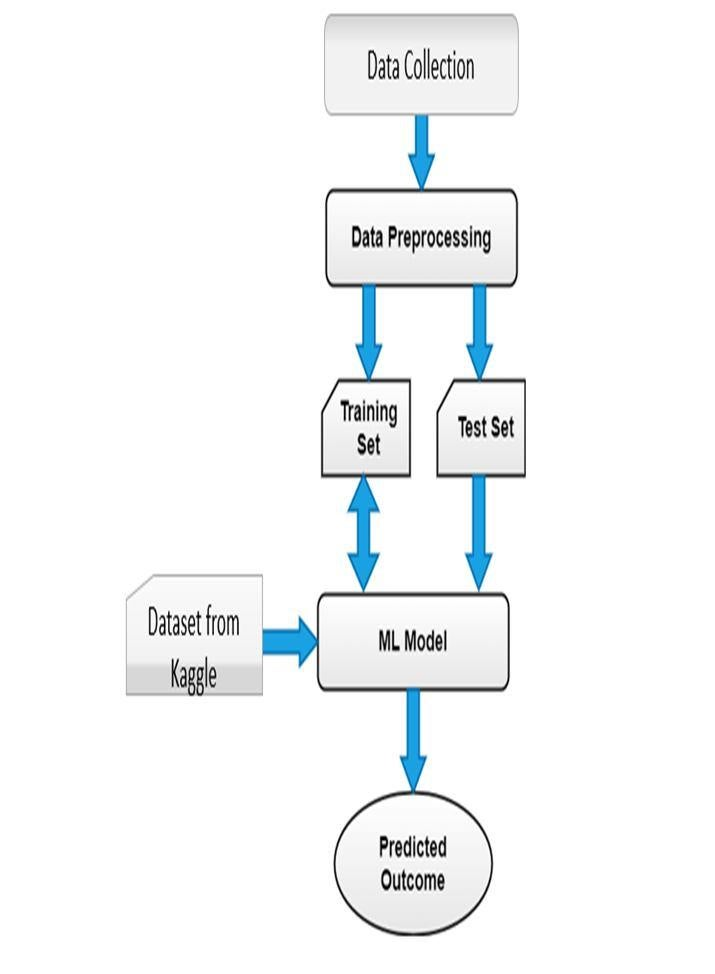 Data Collection
Data Preprocessing
Training
Set
Test Set
Dataset from
Kaggle
ML Model
Predicted
Outcome